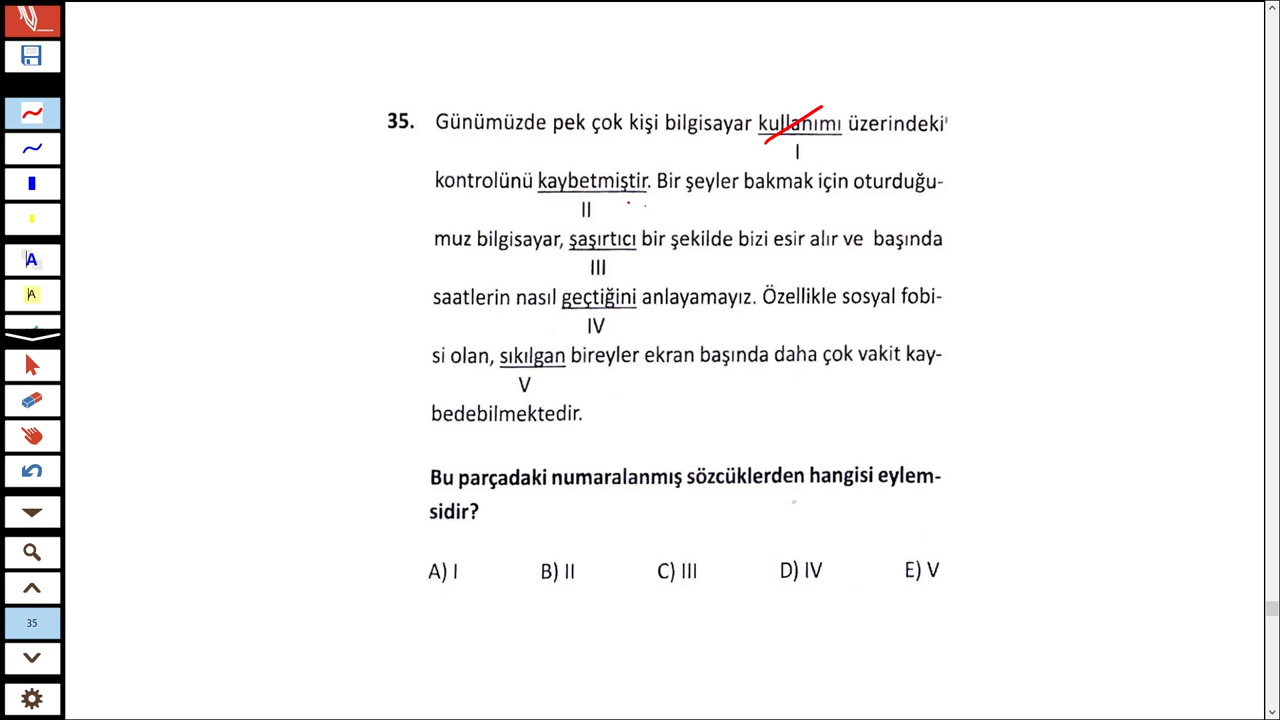 35. Günümüzde pek çok kişi bilgisayar kullanımı üzerindeki
I
kontrolünü kaybetmiştir. Bir şeyler bakmak için oturduğu-
II
muz bilgisayar, şaşırtıcı bir şekilde bizi esir alır ve başında
III
saatlerin nasıl geçtiğini anlayamayız. Özellikle sosyal fobi-
IV
si olan, sıkılgan bireyler ekran başında daha çok vakit kay-
V
bedebilmektedir.
Bu parçadaki numaralanmış sözcüklerden hangisi eylem-
sidir?
A) I B) II C) III D) IV E) V
A
A
35